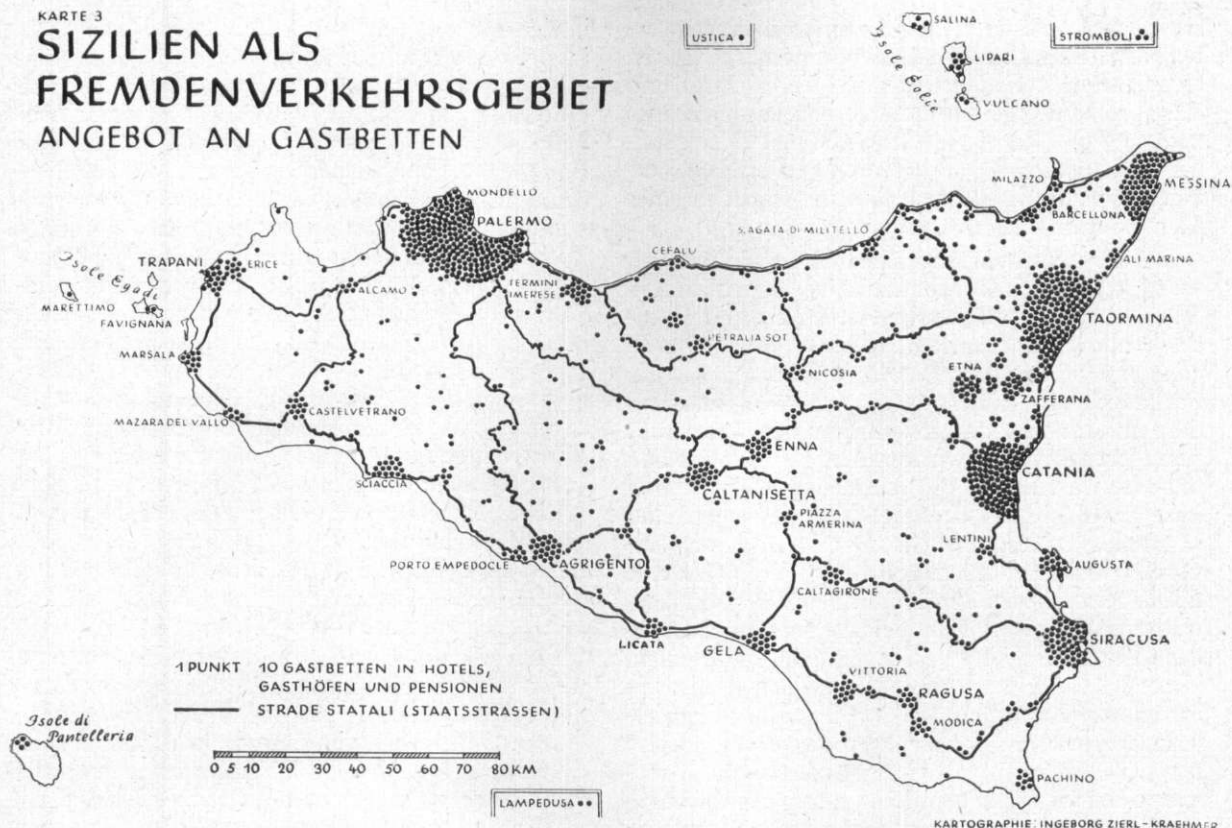 KARTE 3
SIZILIEN ALS
FREMDENVERKEHRSGEBIET
ANGEBOT AN GASTBETTEN
USTICA
SALINA
STROMBOLI
LIPARI
Isole Eolie
VULCANO
MONDELLO
PALERMO
MILAZZO
MESSINA
BARCELLONA
S.AGATA DI MILITELLO
CEFALU
ALI MARINA
TRAPANI
ERICE
Isole Egadi
MARETTIMO
FAVIGNANA
ALCAMO
TERMINI
IMERESE
TAORMINA
MARSALA
PETRALIA SOT.
NICOSIA
ETNA
ZAFFERANA
MAZARA DEL VALLO
CASTELVETRANO
ENNA
CATANIA
SCIACCIA
CALTANISETTA
PIAZZA
ARMERINA
LENTINI
PORTO EMPEDOCLE
AGRIGENTO
AUGUSTA
CALTAGIRONE
LICATA
GELA
SIRACUSA
VITTORIA
RAGUSA
MODICA
PACHINO
1 PUNKT 10 GASTBETTEN IN HOTELS,
GASTHÖFEN UND PENSIONEN
STRADE STATALI (STAATSSTRASSEN)
Isole di
Pantelleria
0 5 10 20 30 40 50 60 70 80 KM
LAMPEDUSA
KARTOGRAPHIE: INGEBORG ZIERL-KRAEHMER